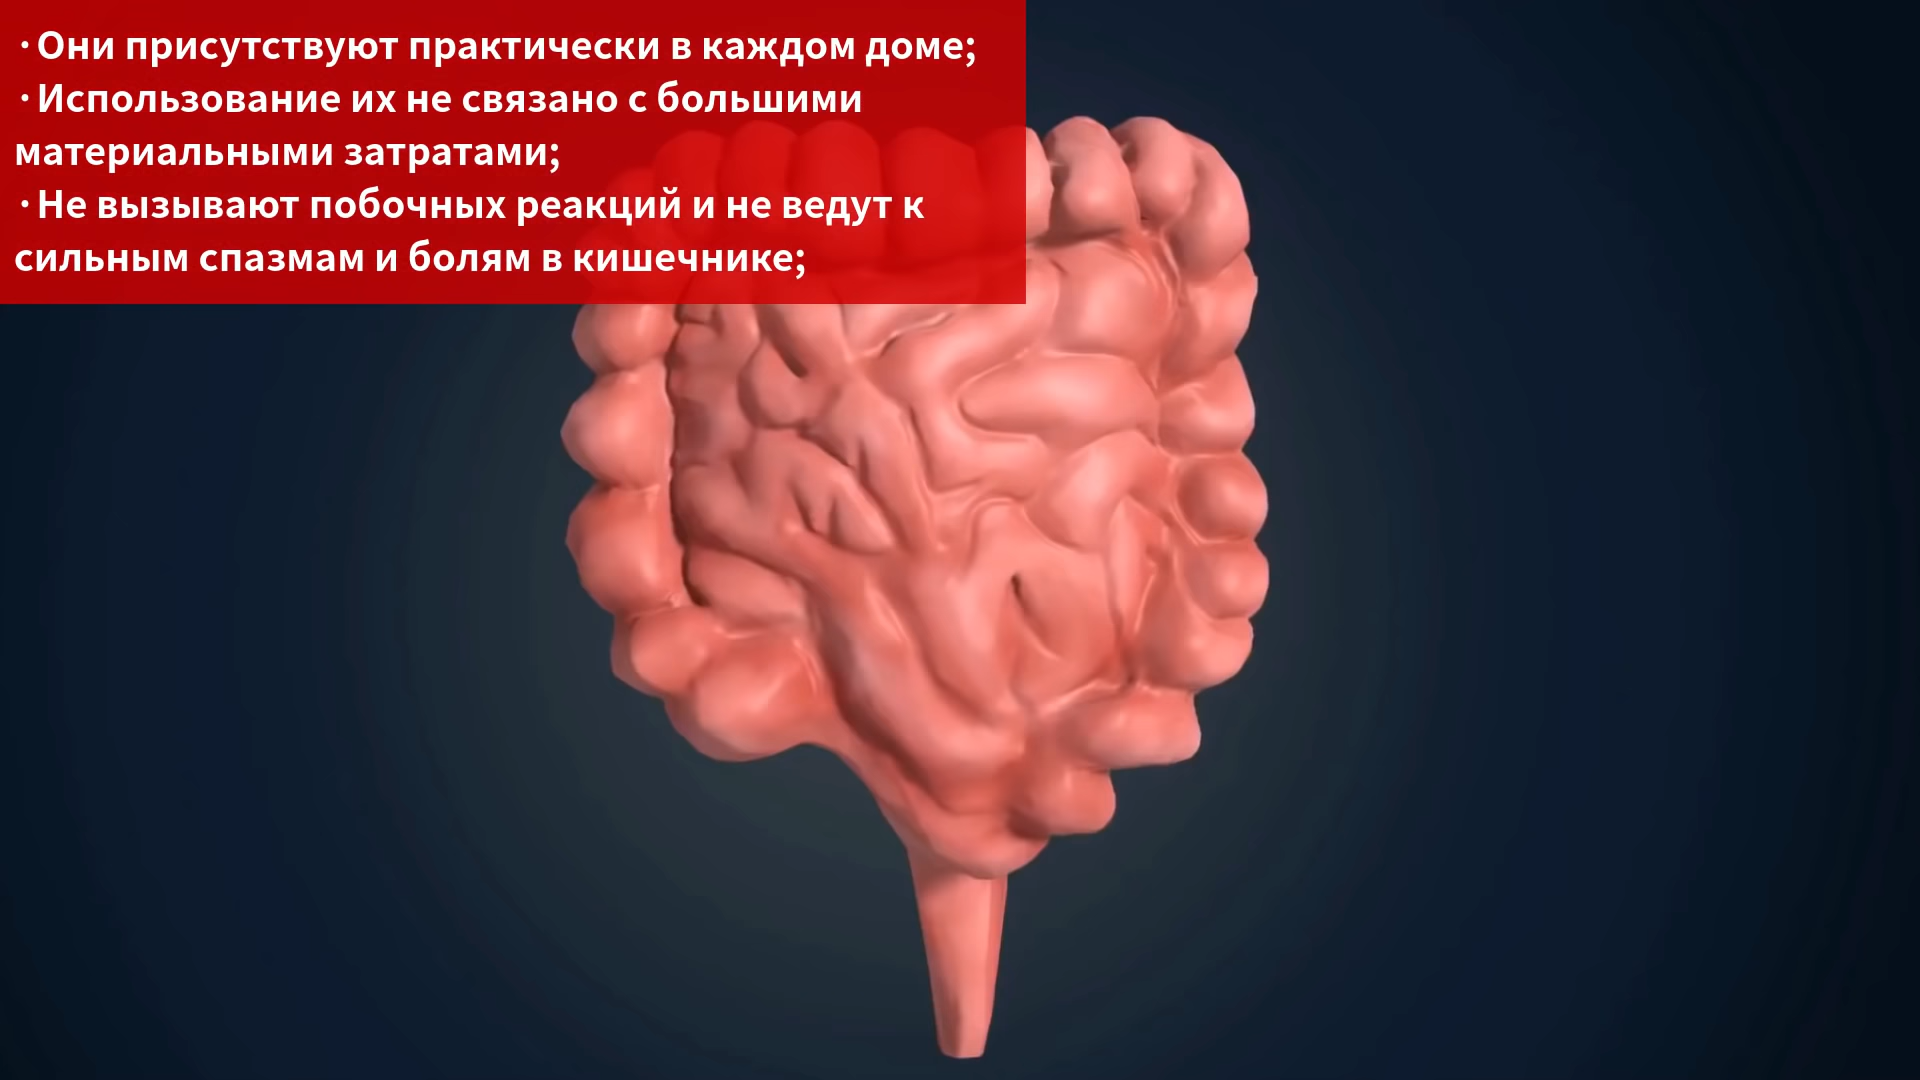 ·Они присутствуют практически в каждом доме;
·Использование их не связано с большими
материальными затратами;
·Не вызывают побочных реакций и не ведут к
сильным спазмам и болям в кишечнике;